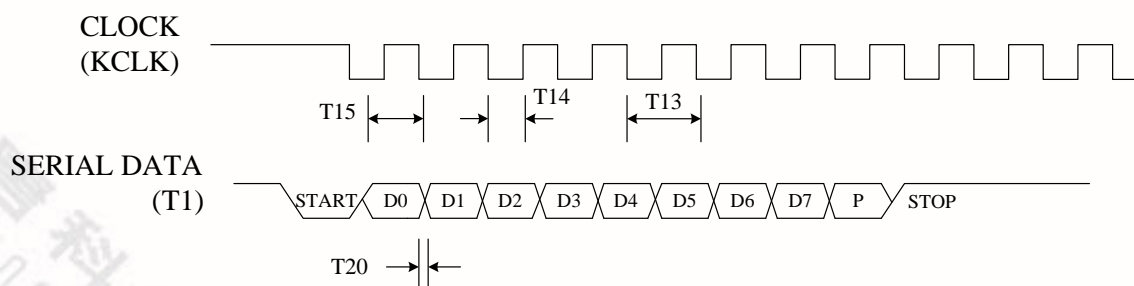 CLOCK
(KCLK)
T15
T14
T13
SERIAL DATA
(T1)
START D0 D1 D2 D3 D4 D5 D6 D7 P STOP
T20
科